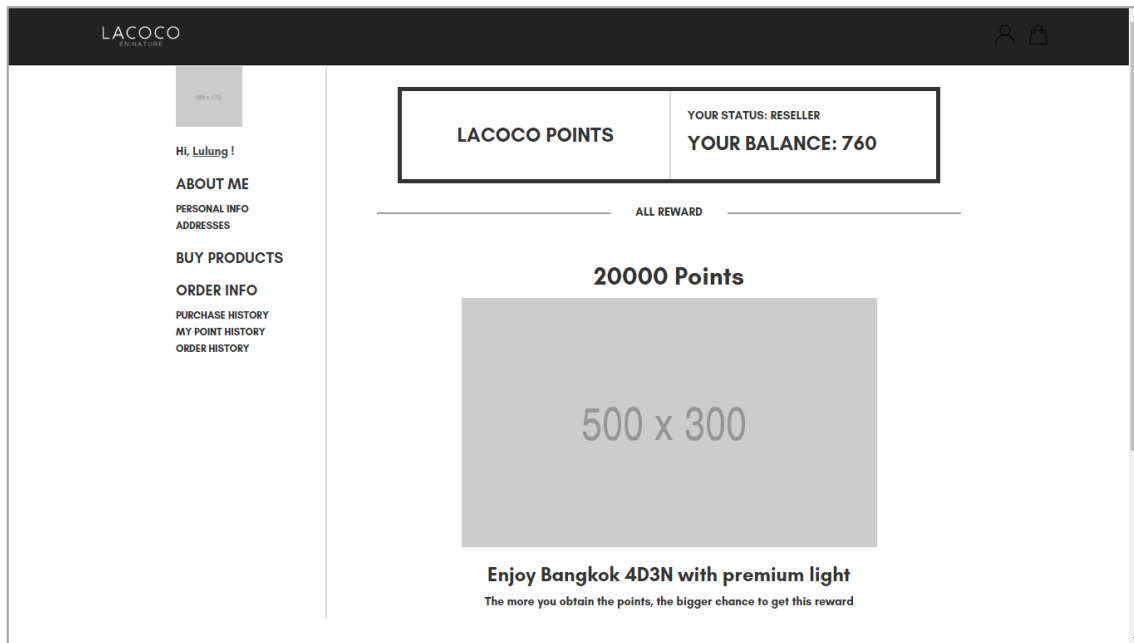 LACOCO
EN NATURE
188 x 172
Hi, Lulung !
ABOUT ME
PERSONAL INFO
ADDRESSES
BUY PRODUCTS
ORDER INFO
PURCHASE HISTORY
MY POINT HISTORY
ORDER HISTORY
LACOCO POINTS
YOUR STATUS: RESELLER
YOUR BALANCE: 760
ALL REWARD
20000 Points
500 x 300
Enjoy Bangkok 4D3N with premium light
The more you obtain the points, the bigger chance to get this reward